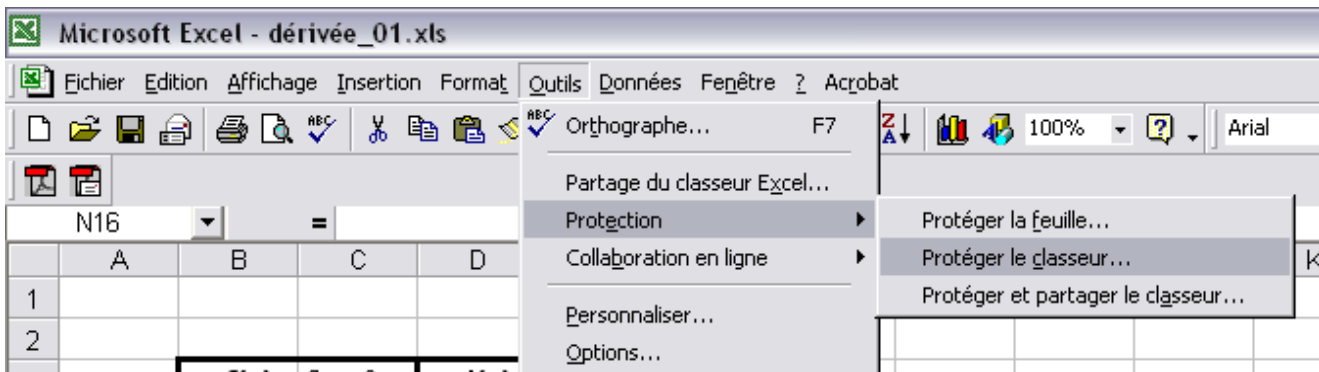 Microsoft Excel - dérivée_01.xls
Fichier Edition Affichage Insertion Format Outils Données Fenêtre ? Acrobat
ABC ABC Orthographe... F7 Z A 100% ? Arial
Partage du classeur Excel...
N16 = Protection Protéger la feuille...
A B C D Collaboration en ligne Protéger le classeur... K
1 Protéger et partager le classeur...
Personnaliser...
2 Options...